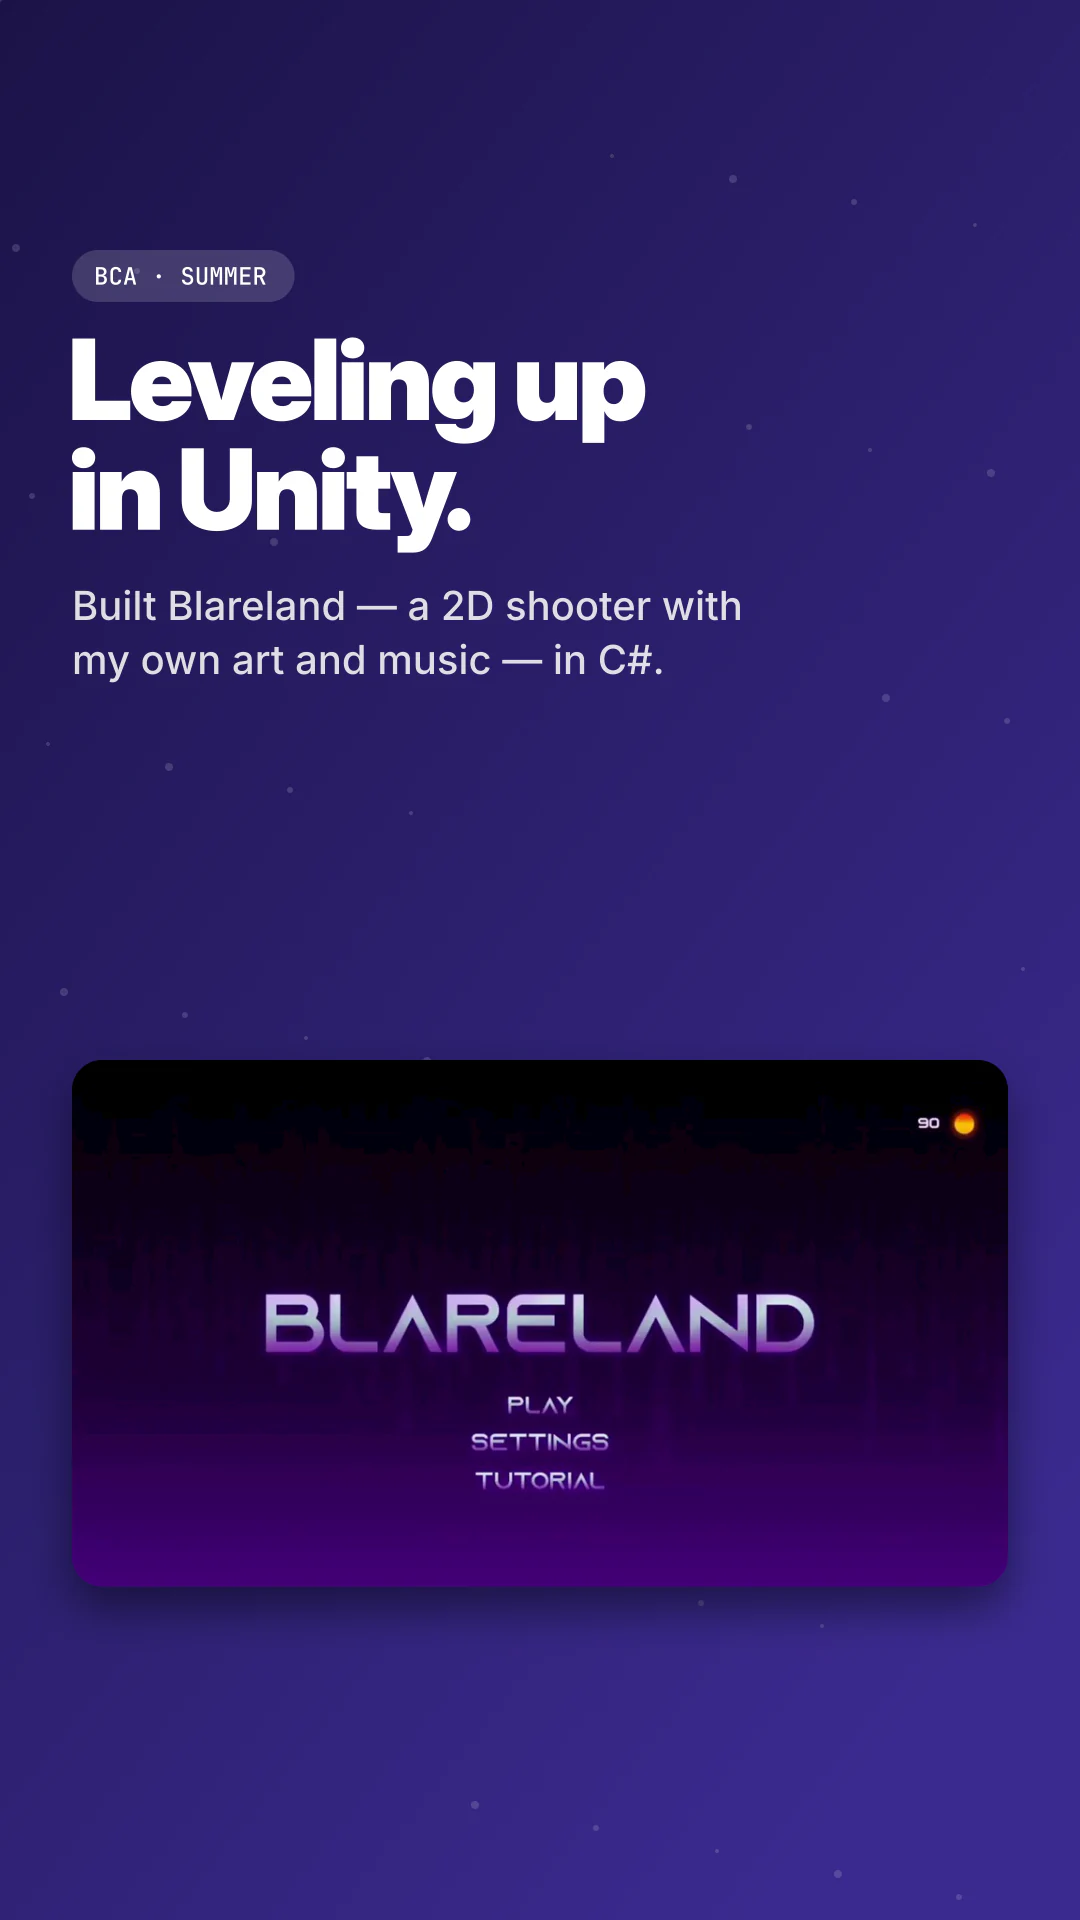 BCA · SUMMER
Leveling up
in Unity.
Built Blareland — a 2D shooter with
my own art and music — in C#.
90
BLARELAND
PLAY
SETTINGS
TUTORIAL